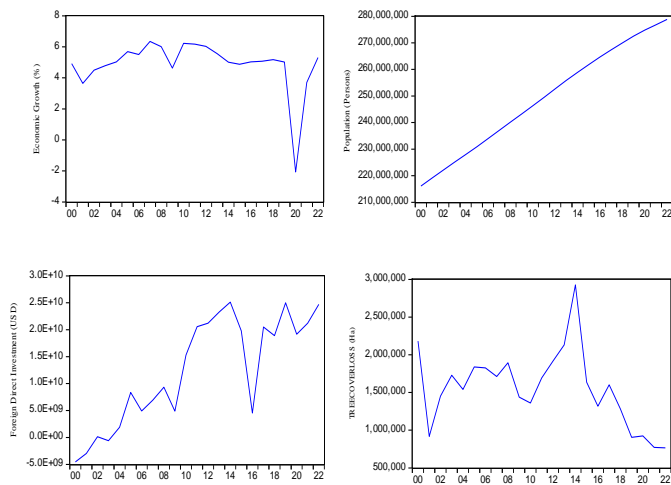 Economic Growth (%)
8
6
4
2
0
-2
-4
00 02 04 06 08 10 12 14 16 18 20 22
Population (Persons)
280,000,000
270,000,000
260,000,000
250,000,000
240,000,000
230,000,000
220,000,000
210,000,000
00 02 04 06 08 10 12 14 16 18 20 22
Foreign Direct Investment (USD)
3.0E+10
2.5E+10
2.0E+10
1.5E+10
1.0E+10
5.0E+09
0.0E+00
-5.0E+09
00 02 04 06 08 10 12 14 16 18 20 22
TREECOVERLOSS (Ha)
3,000,000
2,500,000
2,000,000
1,500,000
1,000,000
500,000
00 02 04 06 08 10 12 14 16 18 20 22